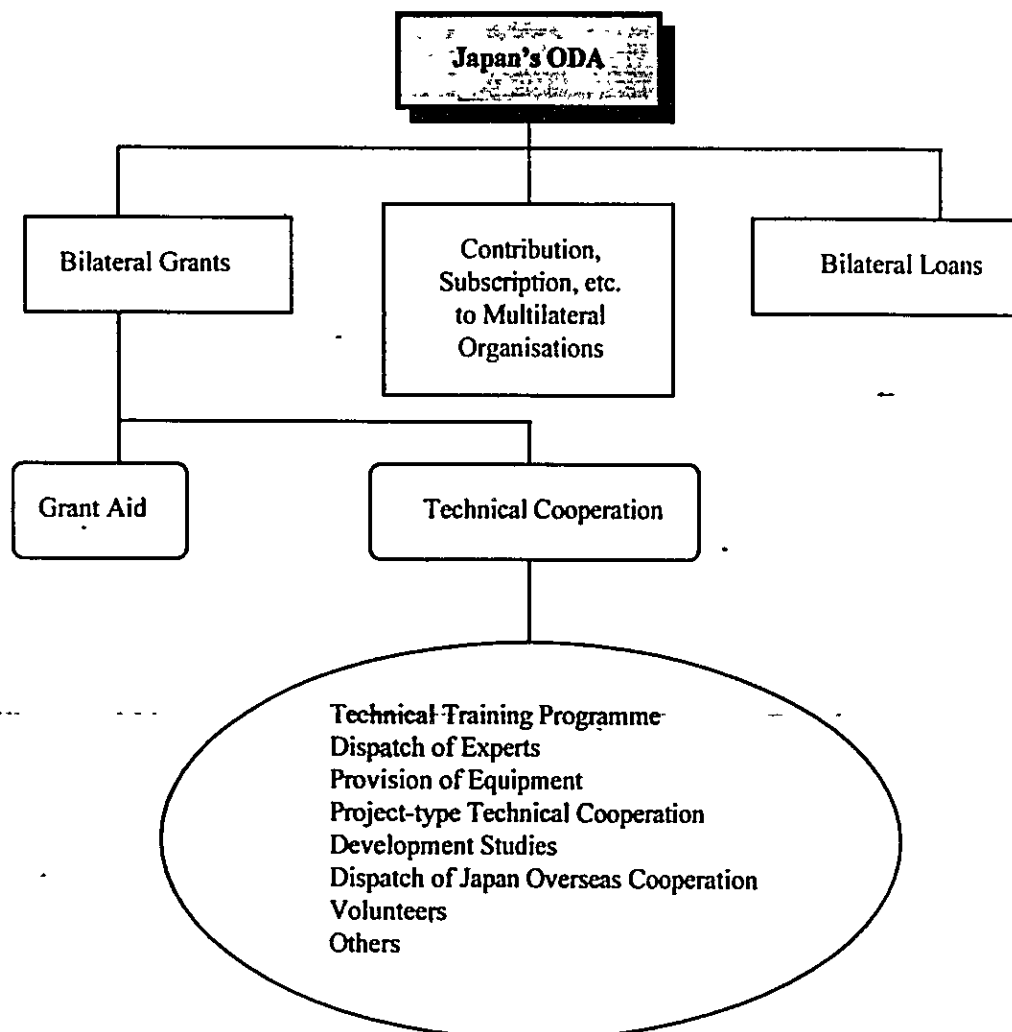 Japan's ODA
Bilateral Grants
Contribution,
Subscription, etc.
to Multilateral
Organisations
Bilateral Loans
Grant Aid
Technical Cooperation
Technical Training Programme
Dispatch of Experts
Provision of Equipment
Project-type Technical Cooperation
Development Studies
Dispatch of Japan Overseas Cooperation
Volunteers
Others